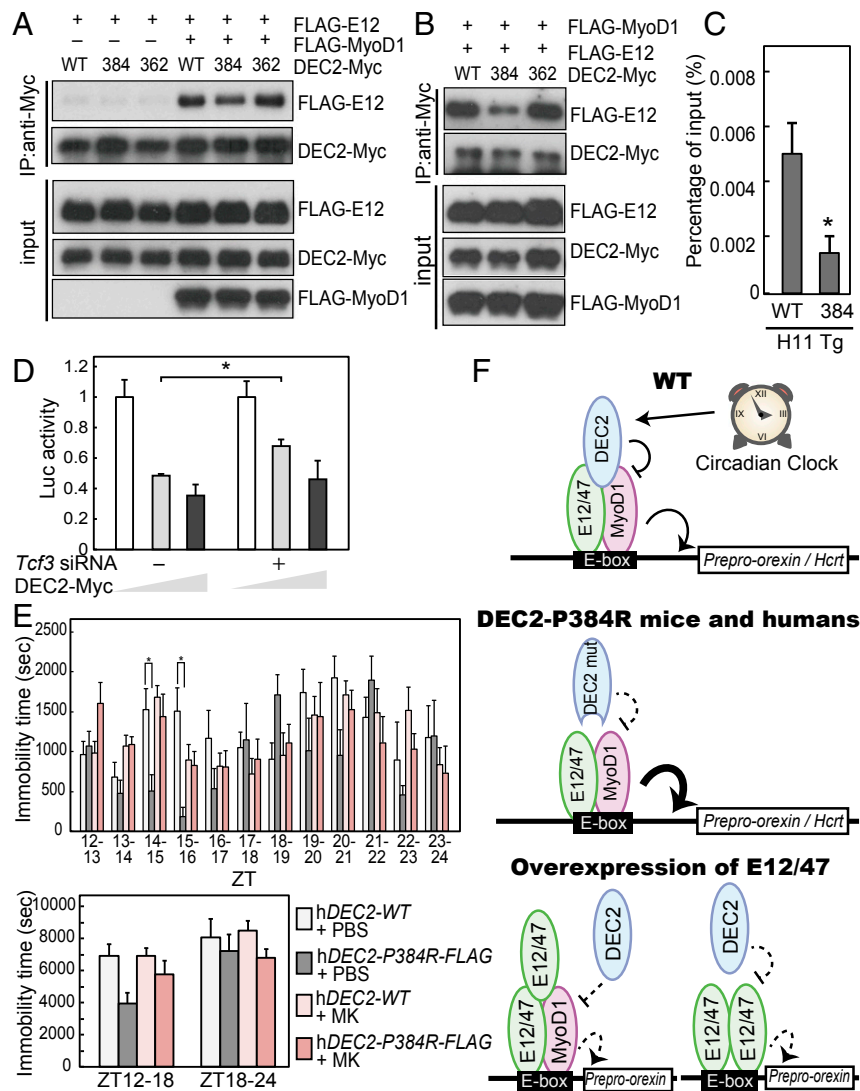 A
+ + + + + + FLAG-E12
– – – + + + FLAG-MyoD1
WT 384 362 WT 384 362 DEC2-Myc
IP:anti-Myc
FLAG-E12
DEC2-Myc
input
FLAG-E12
DEC2-Myc
FLAG-MyoD1
B
+ + + FLAG-MyoD1
+ + + FLAG-E12
WT 384 362 DEC2-Myc
IP:anti-Myc
FLAG-E12
DEC2-Myc
input
FLAG-E12
DEC2-Myc
FLAG-MyoD1
C
Percentage of input (%)
0.008
0.006
0.004
0.002
0
*
WT 384
H11 Tg
D
Luc activity
1.2
1
0.8
0.6
0.4
0.2
0
*
Tcf3 siRNA – +
DEC2-Myc
E
Immobility time (sec)
2500
2000
1500
1000
500
0
* *
12-13 13-14 14-15 15-16 16-17 17-18 18-19 19-20 20-21 21-22 22-23 23-24
ZT
Immobility time (sec)
10000
8000
6000
4000
2000
0
ZT12-18 ZT18-24
hDEC2-WT
+ PBS
hDEC2-P384R-FLAG
+ PBS
hDEC2-WT
+ MK
hDEC2-P384R-FLAG
+ MK
F
WT
XII
IX III
VI
Circadian Clock
DEC2
E12/47
MyoD1
E-box
Prepro-orexin / Hcrt
DEC2-P384R mice and humans
DEC2 mut
E12/47
MyoD1
E-box
Prepro-orexin / Hcrt
Overexpression of E12/47
E12/47
DEC2
E12/47
MyoD1
E-box
Prepro-orexin
DEC2
E12/47
E12/47
E-box
Prepro-orexin